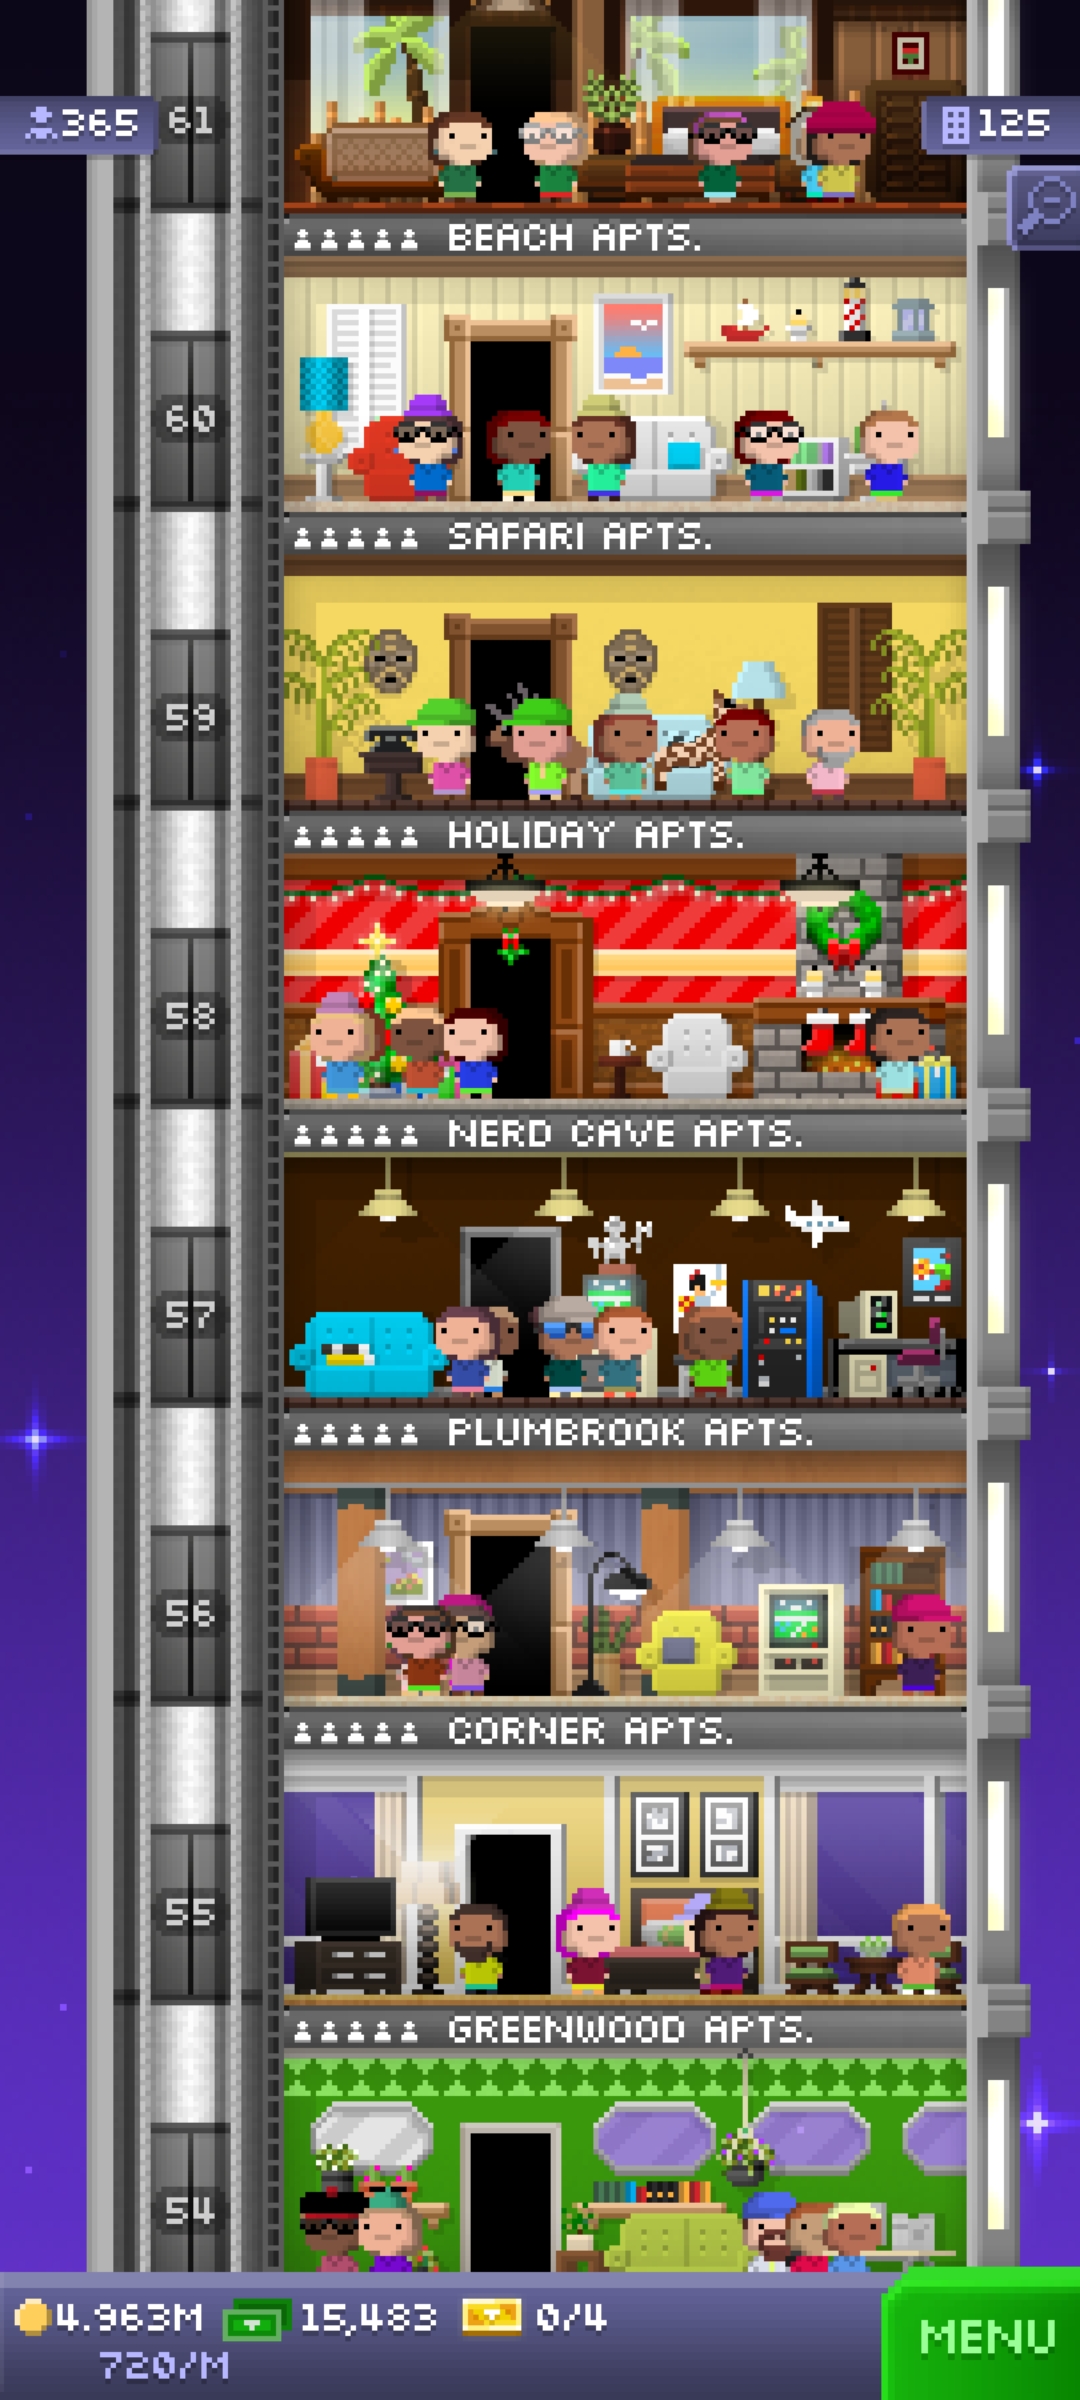 365
61
125
BEACH APTS.
60
SAFARI APTS.
59
HOLIDAY APTS.
58
NERD CAVE APTS.
57
PLUMBROOK APTS.
56
CORNER APTS.
55
GREENWOOD APTS.
54
4.963M 15,483 0/4
720/M
MENU